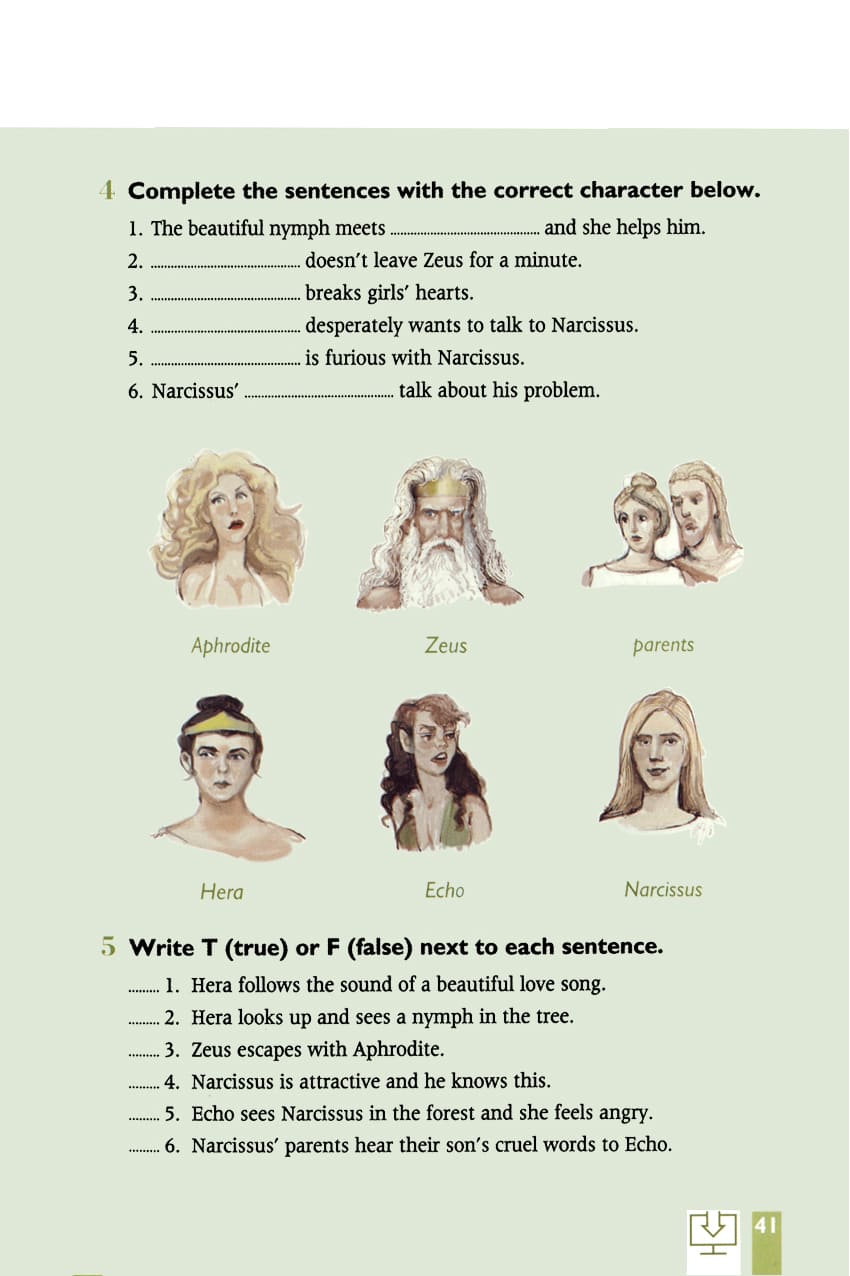 4 Complete the sentences with the correct character below.
1. The beautiful nymph meets ............................................. and she helps him.
2. ............................................. doesn't leave Zeus for a minute.
3. ............................................. breaks girls' hearts.
4. ............................................. desperately wants to talk to Narcissus.
5. ............................................. is furious with Narcissus.
6. Narcissus' ............................................. talk about his problem.
Aphrodite Zeus parents
Hera Echo Narcissus
5 Write T (true) or F (false) next to each sentence.
......... 1. Hera follows the sound of a beautiful love song.
......... 2. Hera looks up and sees a nymph in the tree.
......... 3. Zeus escapes with Aphrodite.
......... 4. Narcissus is attractive and he knows this.
......... 5. Echo sees Narcissus in the forest and she feels angry.
......... 6. Narcissus' parents hear their son's cruel words to Echo.
41